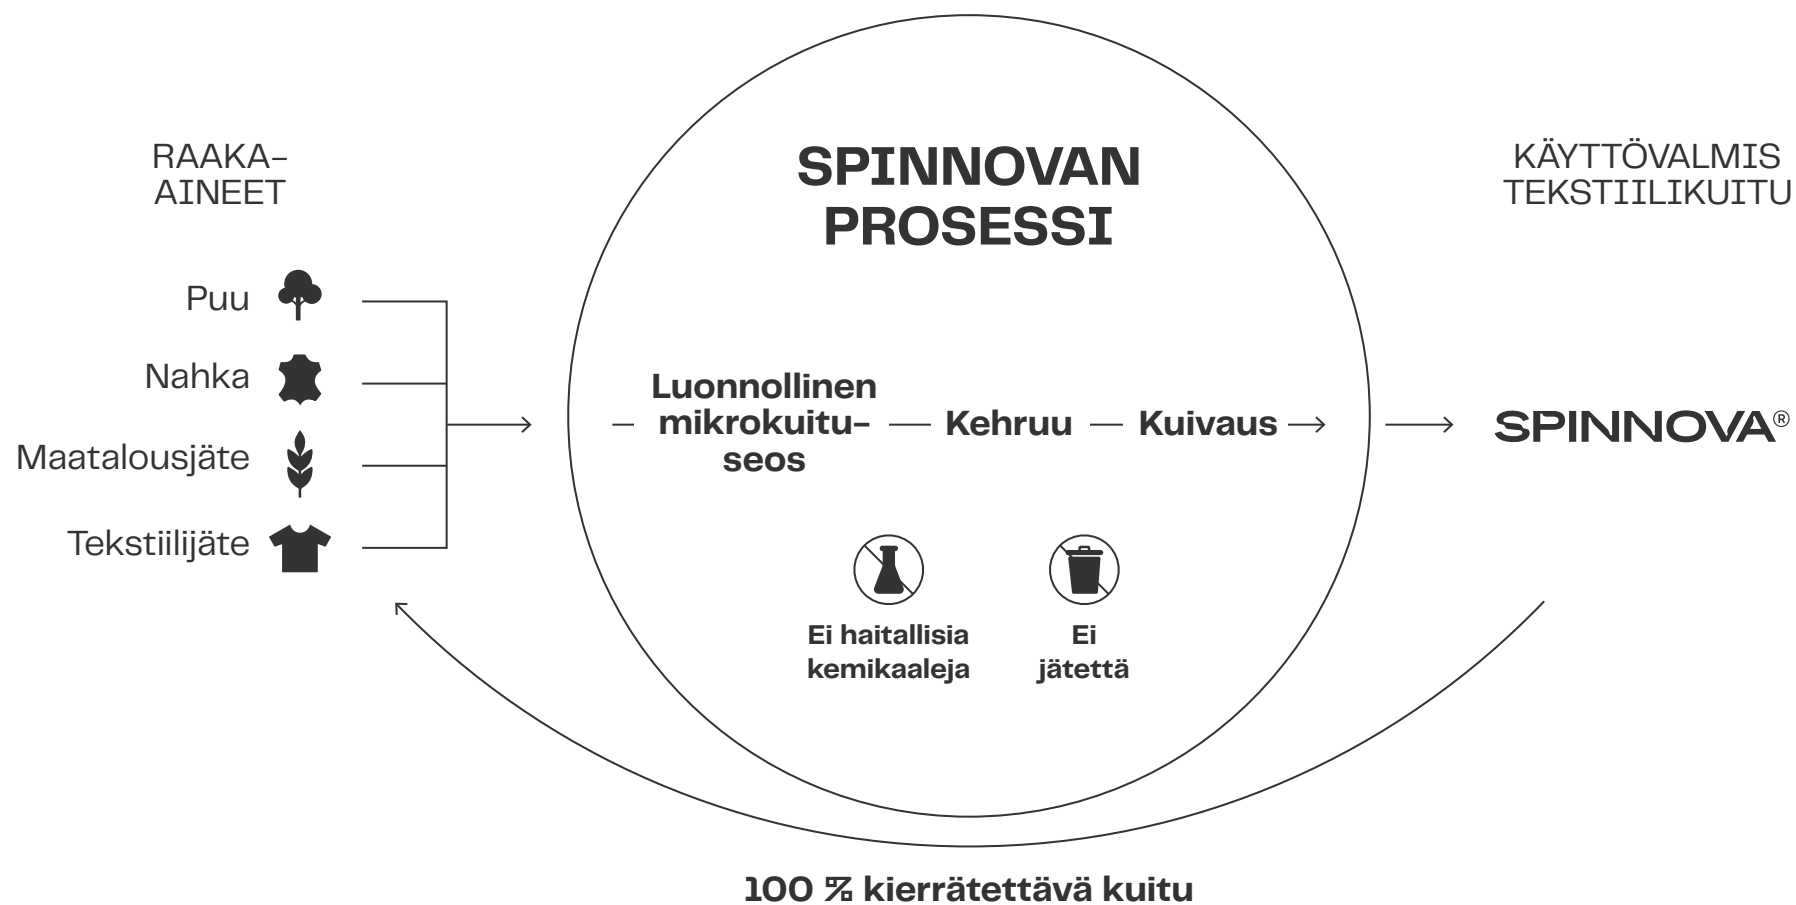 RAAKA-
AINEET
Puu
Nahka
Maatalousjäte
Tekstiilijäte
SPINNOVAN
PROSESSI
Luonnollinen
mikrokuitu-
seos
Kehruu
Kuivaus
Ei haitallisia
kemikaaleja
Ei
jätettä
KÄYTTÖVALMIS
TEKSTIILIKUITU
SPINNOVA®
100 % kierrätettävä kuitu